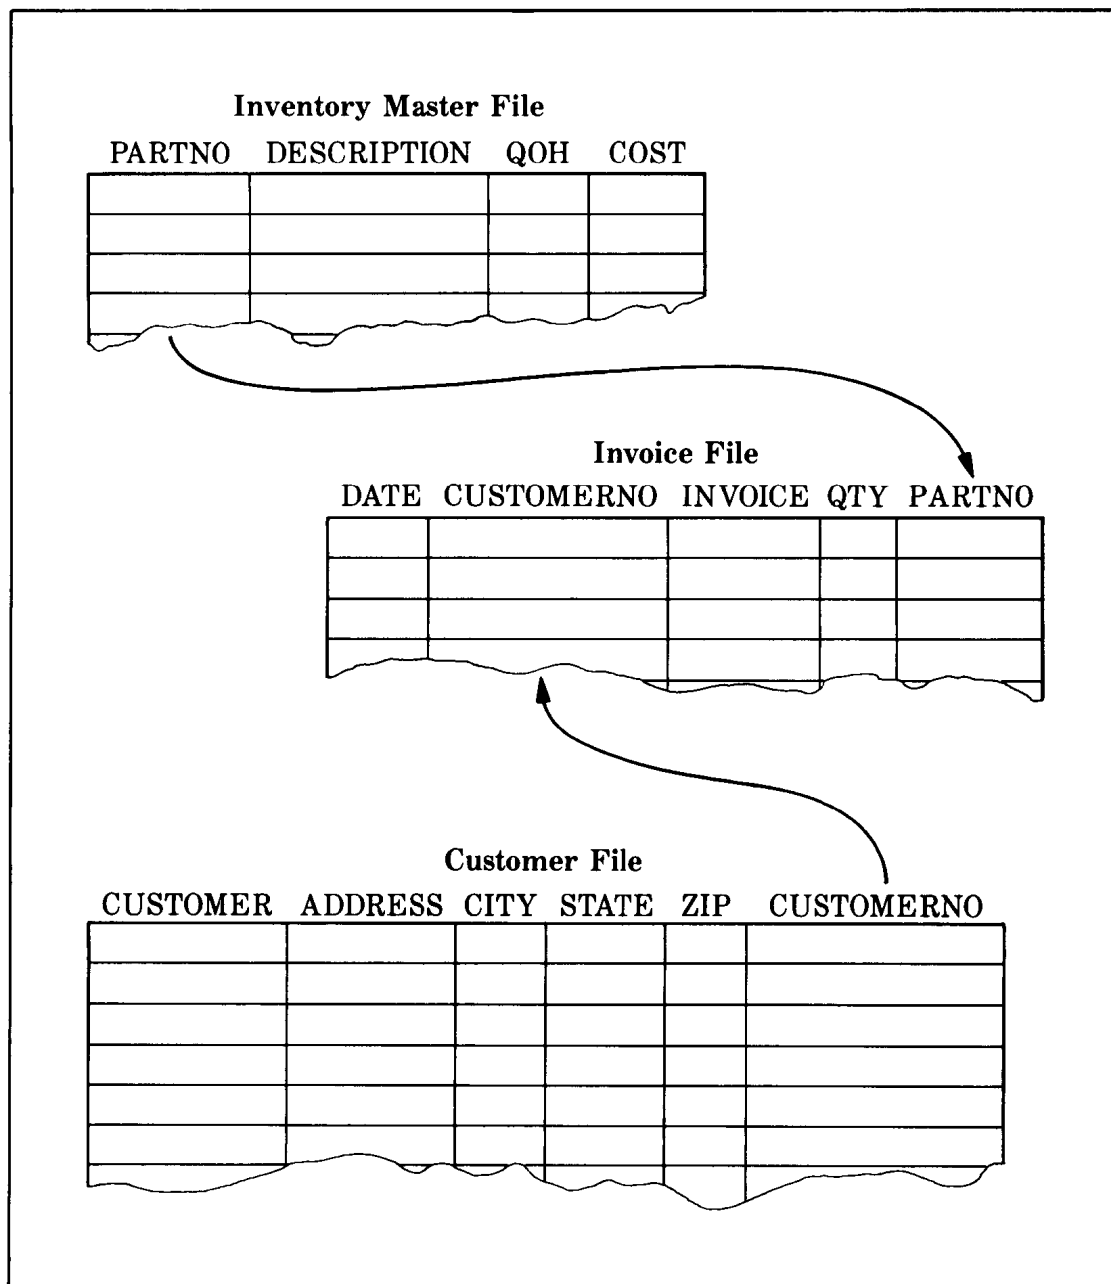 Inventory Master File
PARTNO DESCRIPTION QOH COST
Invoice File
DATE CUSTOMERNO INVOICE QTY PARTNO
Customer File
CUSTOMER ADDRESS CITY STATE ZIP CUSTOMERNO